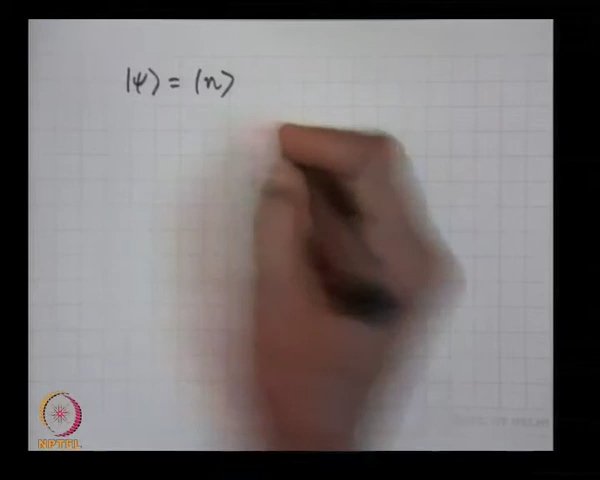 |ψ⟩ = |n⟩
NPTEL